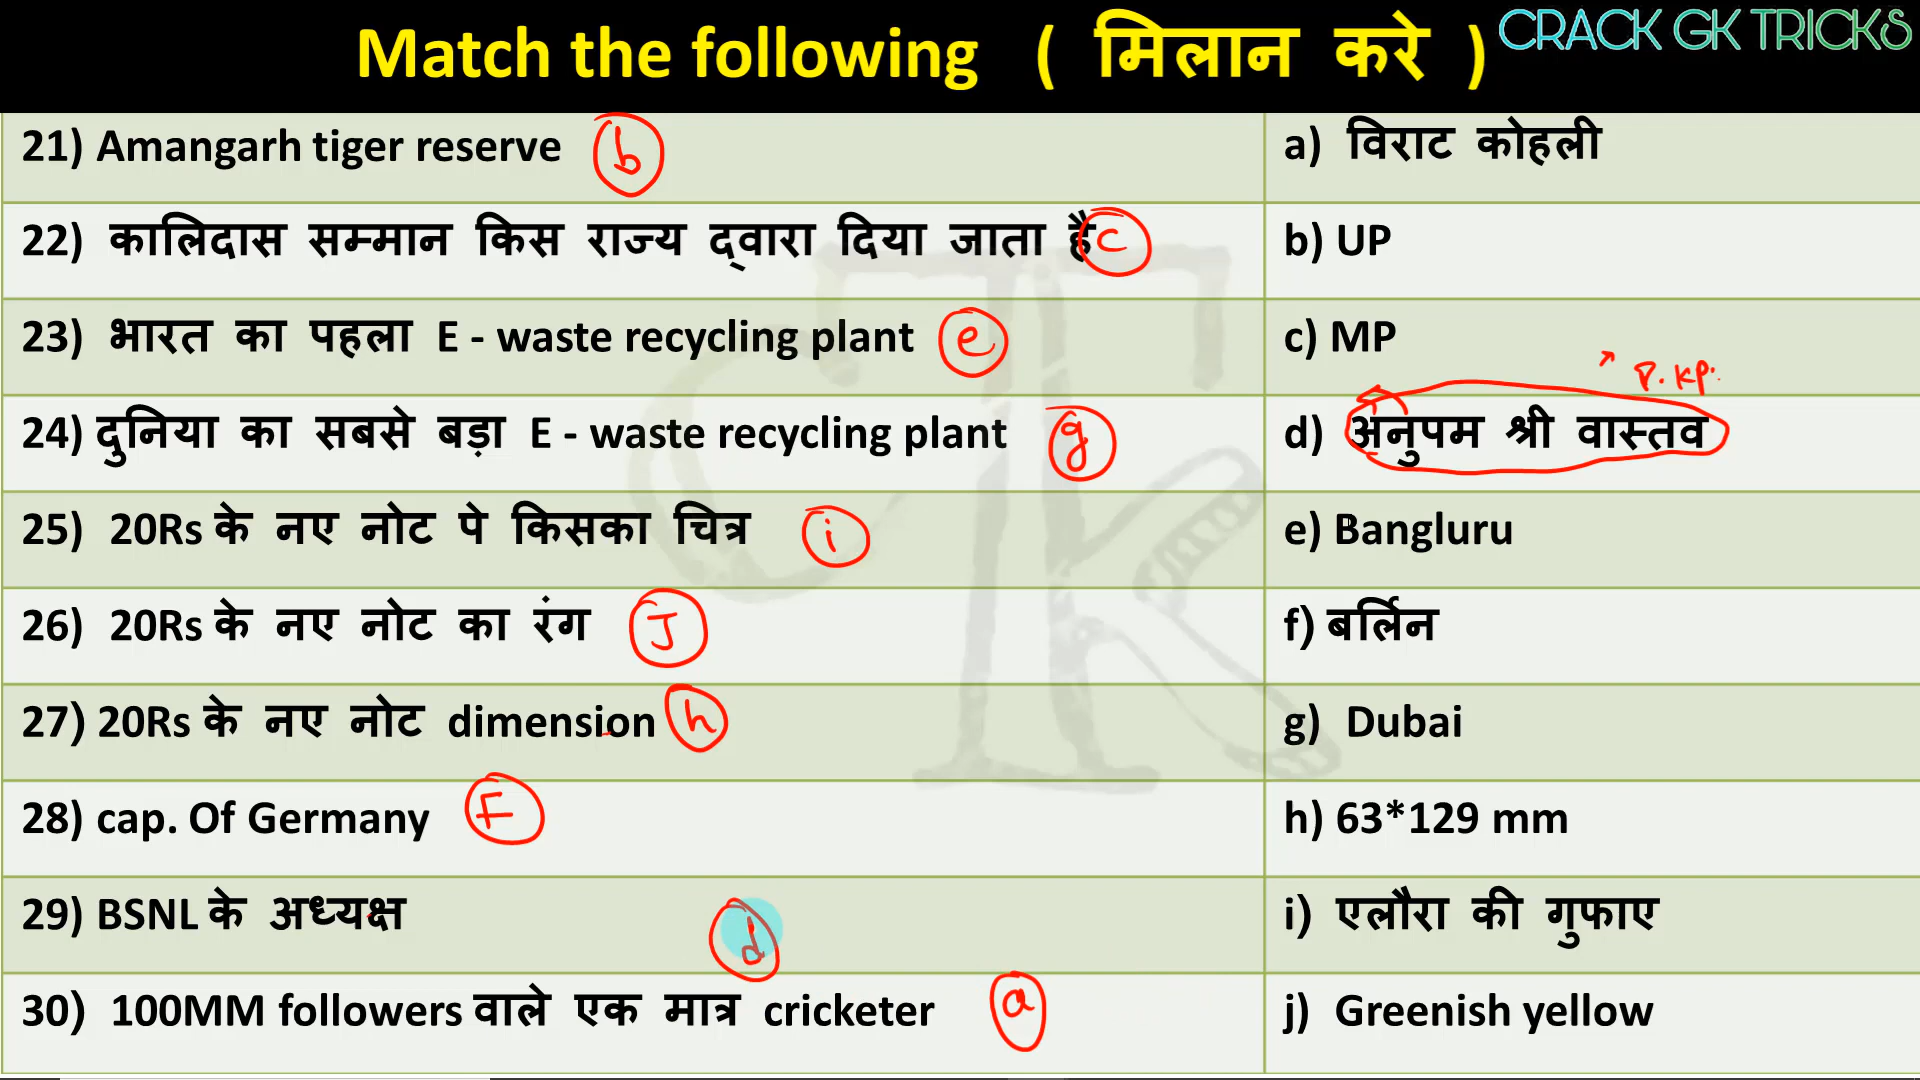 Match the following ( मिलान करे )
CRACK GK TRICKS
21) Amangarh tiger reserve b
a) विराट कोहली
22) कालिदास सम्मान किस राज्य द्वारा दिया जाता है c
b) UP
23) भारत का पहला E - waste recycling plant e
c) MP
P. KP.
24) दुनिया का सबसे बड़ा E - waste recycling plant g
d) अनुपम श्री वास्तव
25) 20Rs के नए नोट पे किसका चित्र i
e) Bangluru
26) 20Rs के नए नोट का रंग J
f) बर्लिन
27) 20Rs के नए नोट dimension h
g) Dubai
28) cap. Of Germany F
h) 63*129 mm
29) BSNL के अध्यक्ष d
i) एलौरा की गुफाए
30) 100MM followers वाले एक मात्र cricketer a
j) Greenish yellow